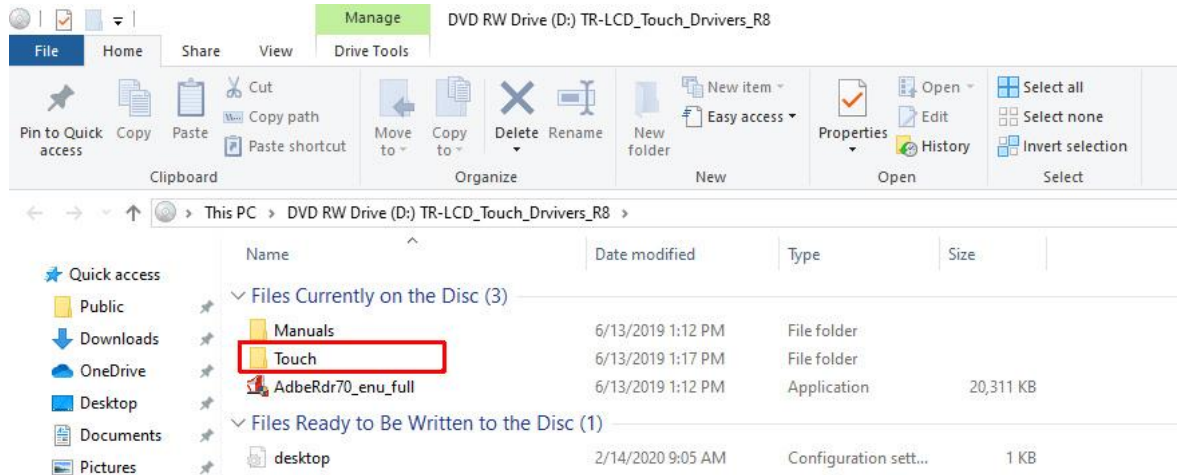 Manage DVD RW Drive (D:) TR-LCD_Touch_Drvivers_R8
File Home Share View Drive Tools
Pin to Quick access
Copy
Paste
Cut
Copy path
Paste shortcut
Clipboard
Move to
Copy to
Delete
Rename
Organize
New folder
New item
Easy access
New
Properties
Open
Edit
History
Open
Select all
Select none
Invert selection
Select
This PC > DVD RW Drive (D:) TR-LCD_Touch_Drvivers_R8 >
Quick access
Public
Downloads
OneDrive
Desktop
Documents
Pictures
Name Date modified Type Size
Files Currently on the Disc (3)
Manuals 6/13/2019 1:12 PM File folder
Touch 6/13/2019 1:17 PM File folder
AdbeRdr70_enu_full 6/13/2019 1:12 PM Application 20,311 KB
Files Ready to Be Written to the Disc (1)
desktop 2/14/2020 9:05 AM Configuration sett... 1 KB